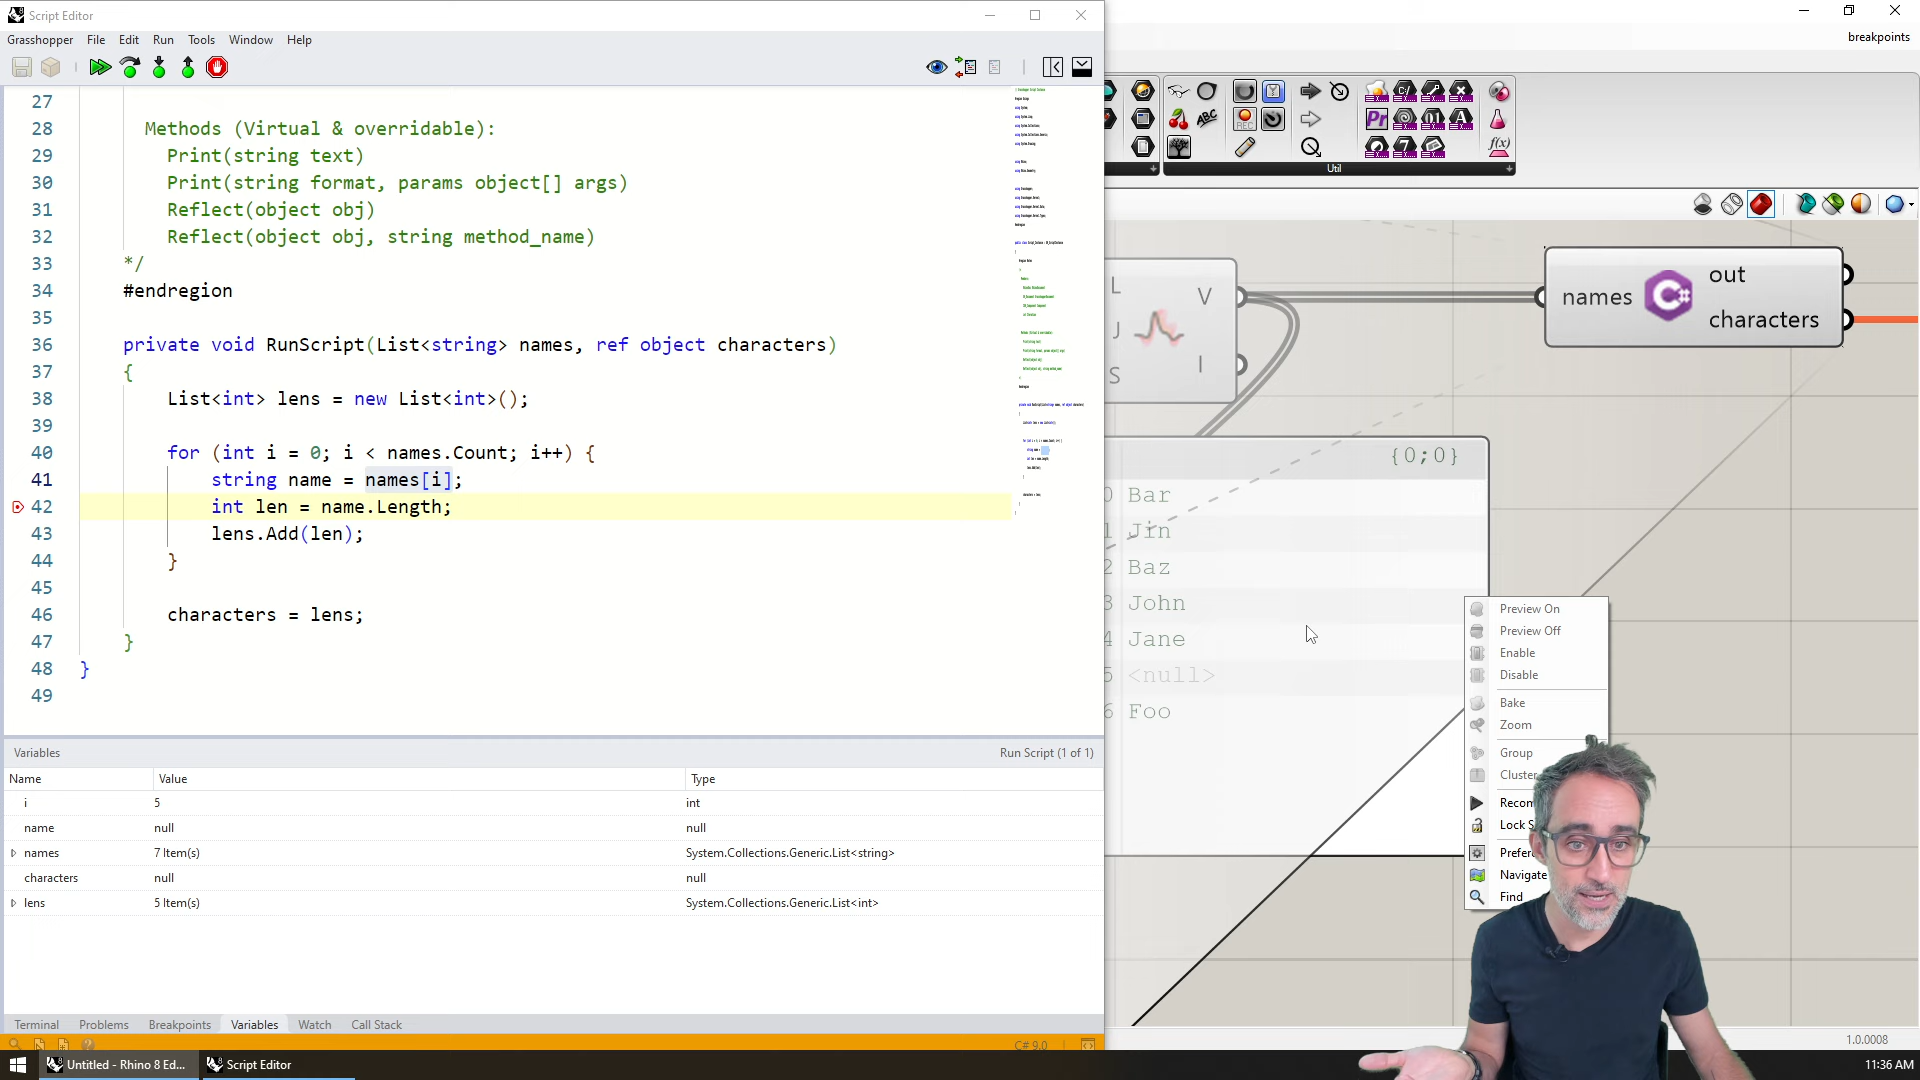 Script Editor
Grasshopper File Edit Run Tools Window Help
27
28 Methods (Virtual & overridable):
29 Print(string text)
30 Print(string format, params object[] args)
31 Reflect(object obj)
32 Reflect(object obj, string method_name)
33 */
34 #endregion
35
36 private void RunScript(List<string> names, ref object characters)
37 {
38 List<int> lens = new List<int>();
39
40 for (int i = 0; i < names.Count; i++) {
41 string name = names[i];
42 int len = name.Length;
43 lens.Add(len);
44 }
45
46 characters = lens;
47 }
48 }
49
Variables Run Script (1 of 1)
Name Value Type
i 5 int
name null null
names 7 Item(s) System.Collections.Generic.List<string>
characters null null
lens 5 Item(s) System.Collections.Generic.List<int>
Terminal Problems Breakpoints Variables Watch Call Stack
C# 9.0
Untitled - Rhino 8 Ed... Script Editor
breakpoints
ABC
REC
Pr
f(x)
Util
L
J
S
V
I
names
C#
out
characters
{0;0}
0 Bar
1 Jin
2 Baz
3 John
4 Jane
5 <null>
6 Foo
Preview On
Preview Off
Enable
Disable
Bake
Zoom
Group
Cluster
Recom
Lock S
Prefer
Navigate
Find
1.0.0008
11:36 AM